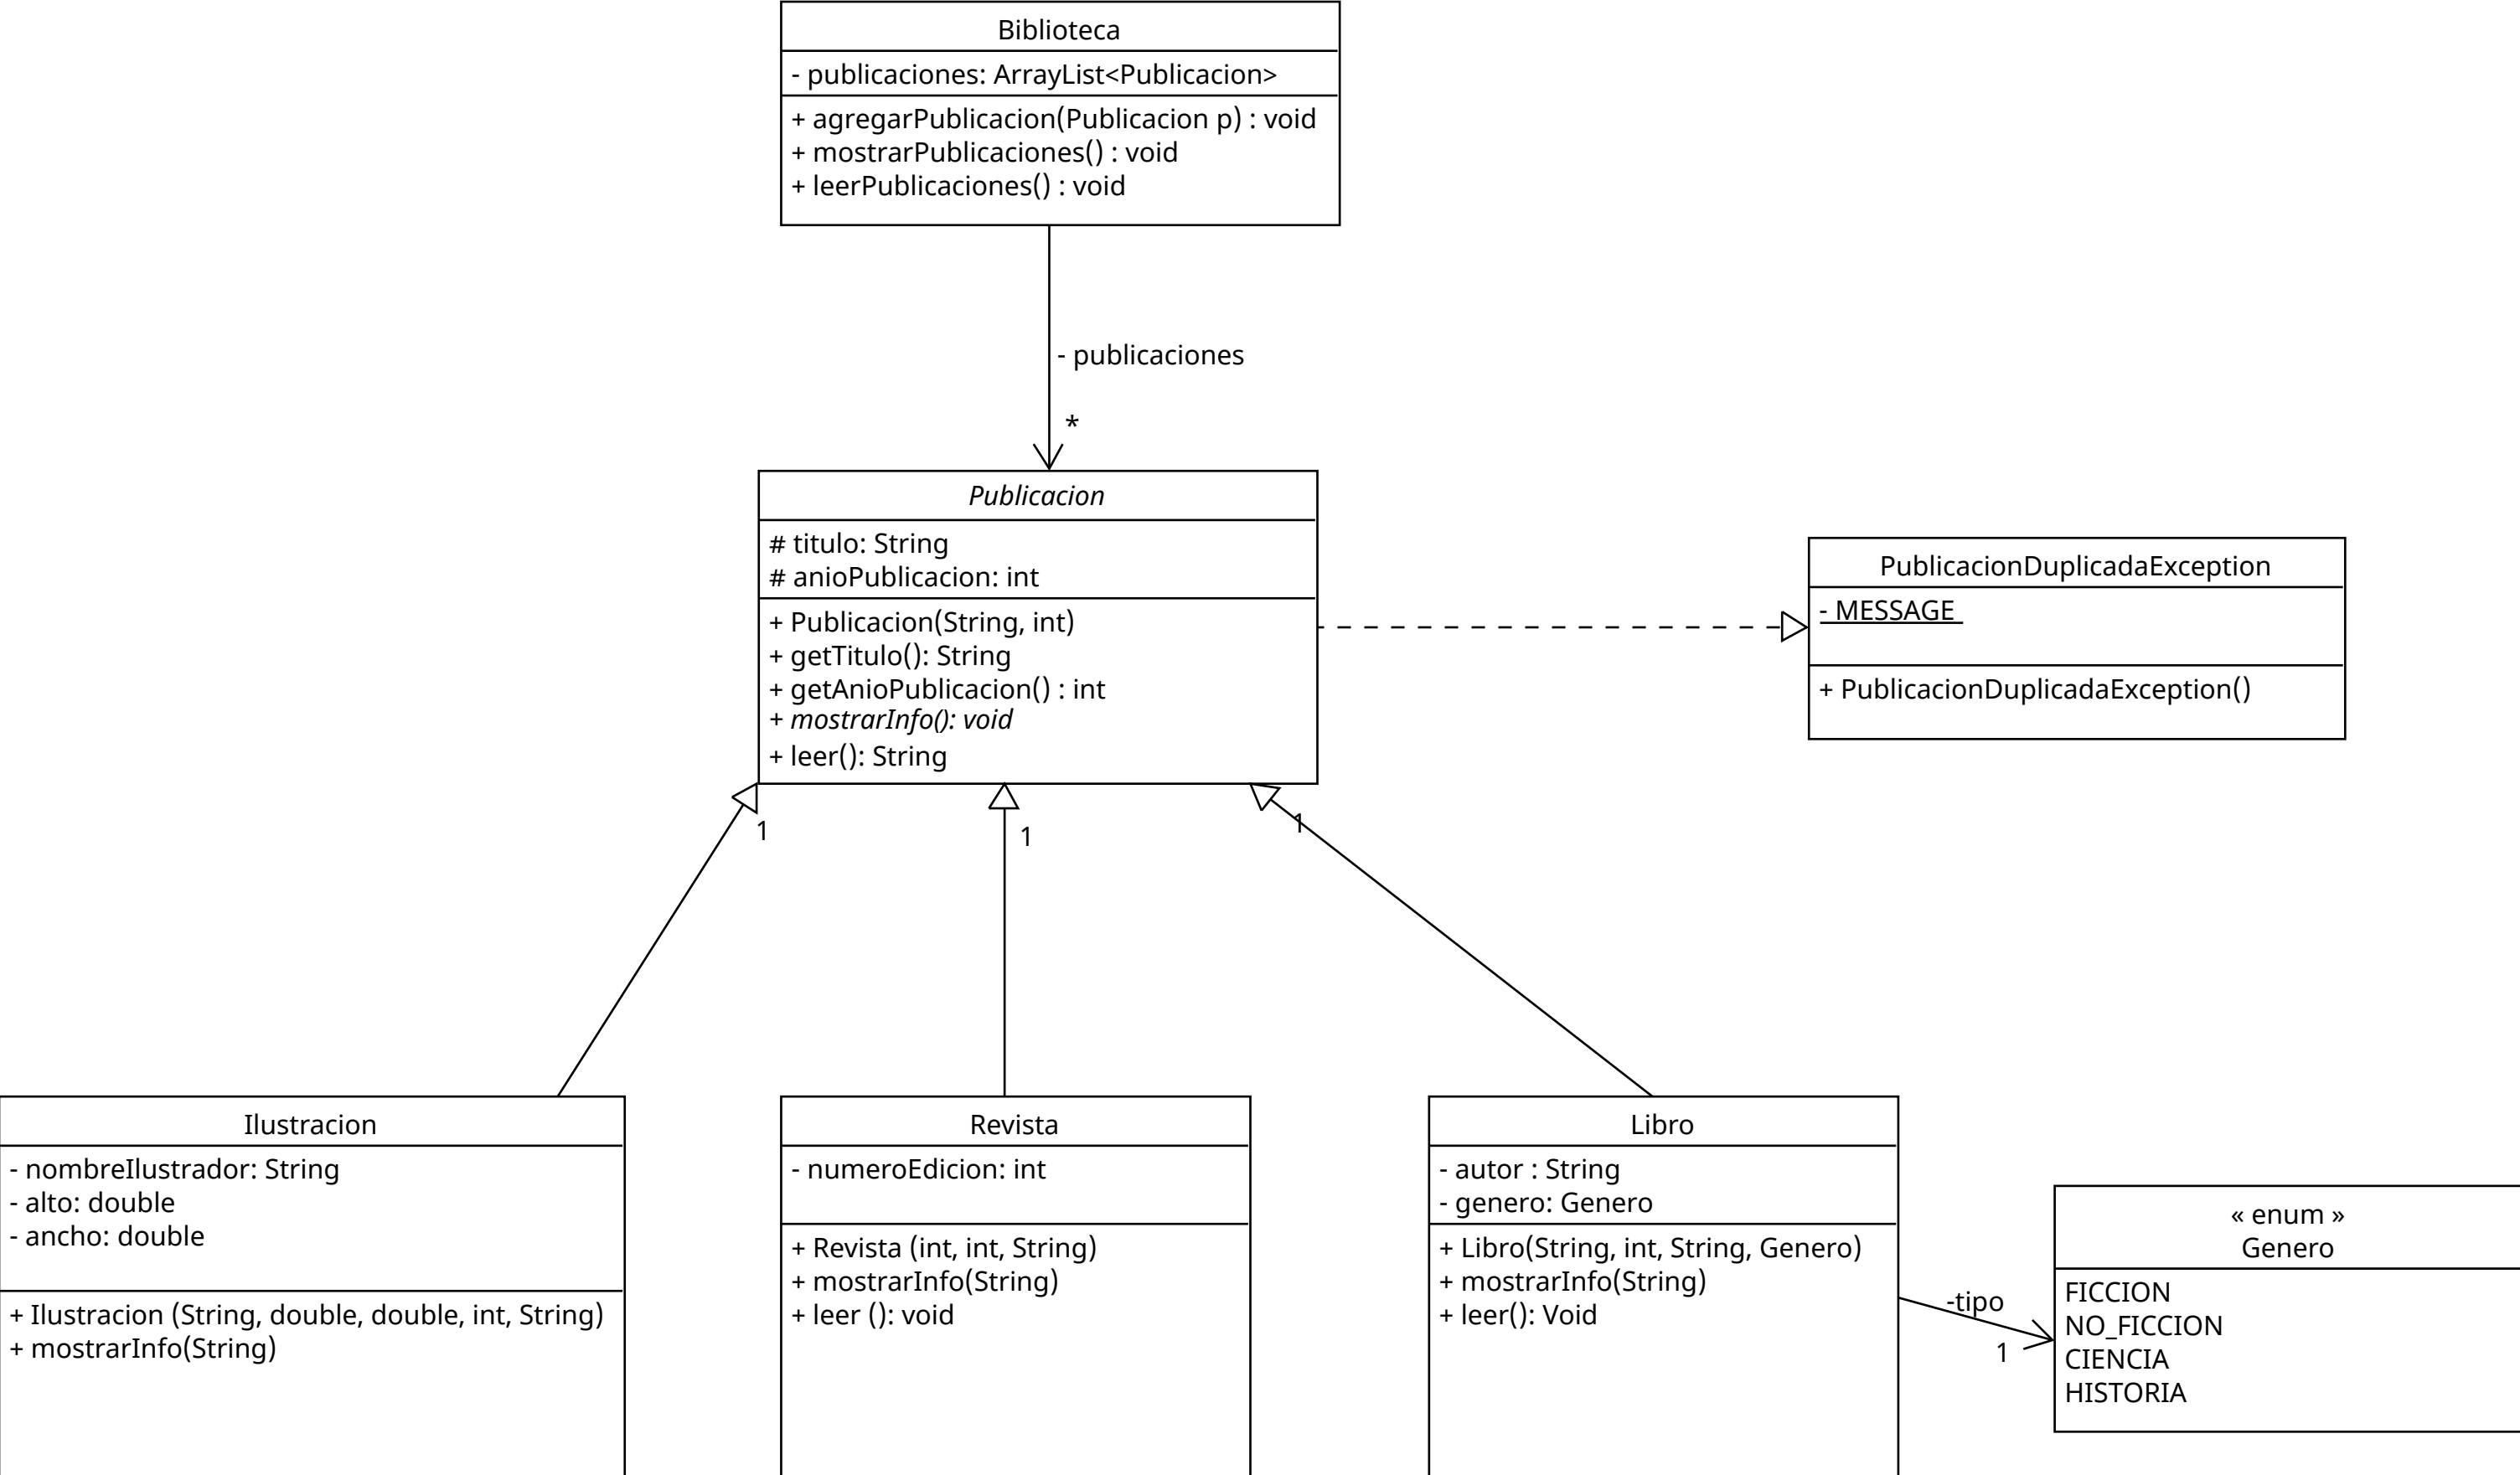 Biblioteca
- publicaciones: ArrayList<Publicacion>
+ agregarPublicacion(Publicacion p) : void
+ mostrarPublicaciones() : void
+ leerPublicaciones() : void
- publicaciones
*
Publicacion
# titulo: String
# anioPublicacion: int
+ Publicacion(String, int)
+ getTitulo(): String
+ getAnioPublicacion() : int
+ mostrarInfo(): void
+ leer(): String
PublicacionDuplicadaException
- MESSAGE
+ PublicacionDuplicadaException()
1
1
1
Ilustracion
- nombreIlustrador: String
- alto: double
- ancho: double
+ Ilustracion (String, double, double, int, String)
+ mostrarInfo(String)
Revista
- numeroEdicion: int
+ Revista (int, int, String)
+ mostrarInfo(String)
+ leer (): void
Libro
- autor : String
- genero: Genero
+ Libro(String, int, String, Genero)
+ mostrarInfo(String)
+ leer(): Void
-tipo
1
« enum »
Genero
FICCION
NO_FICCION
CIENCIA
HISTORIA